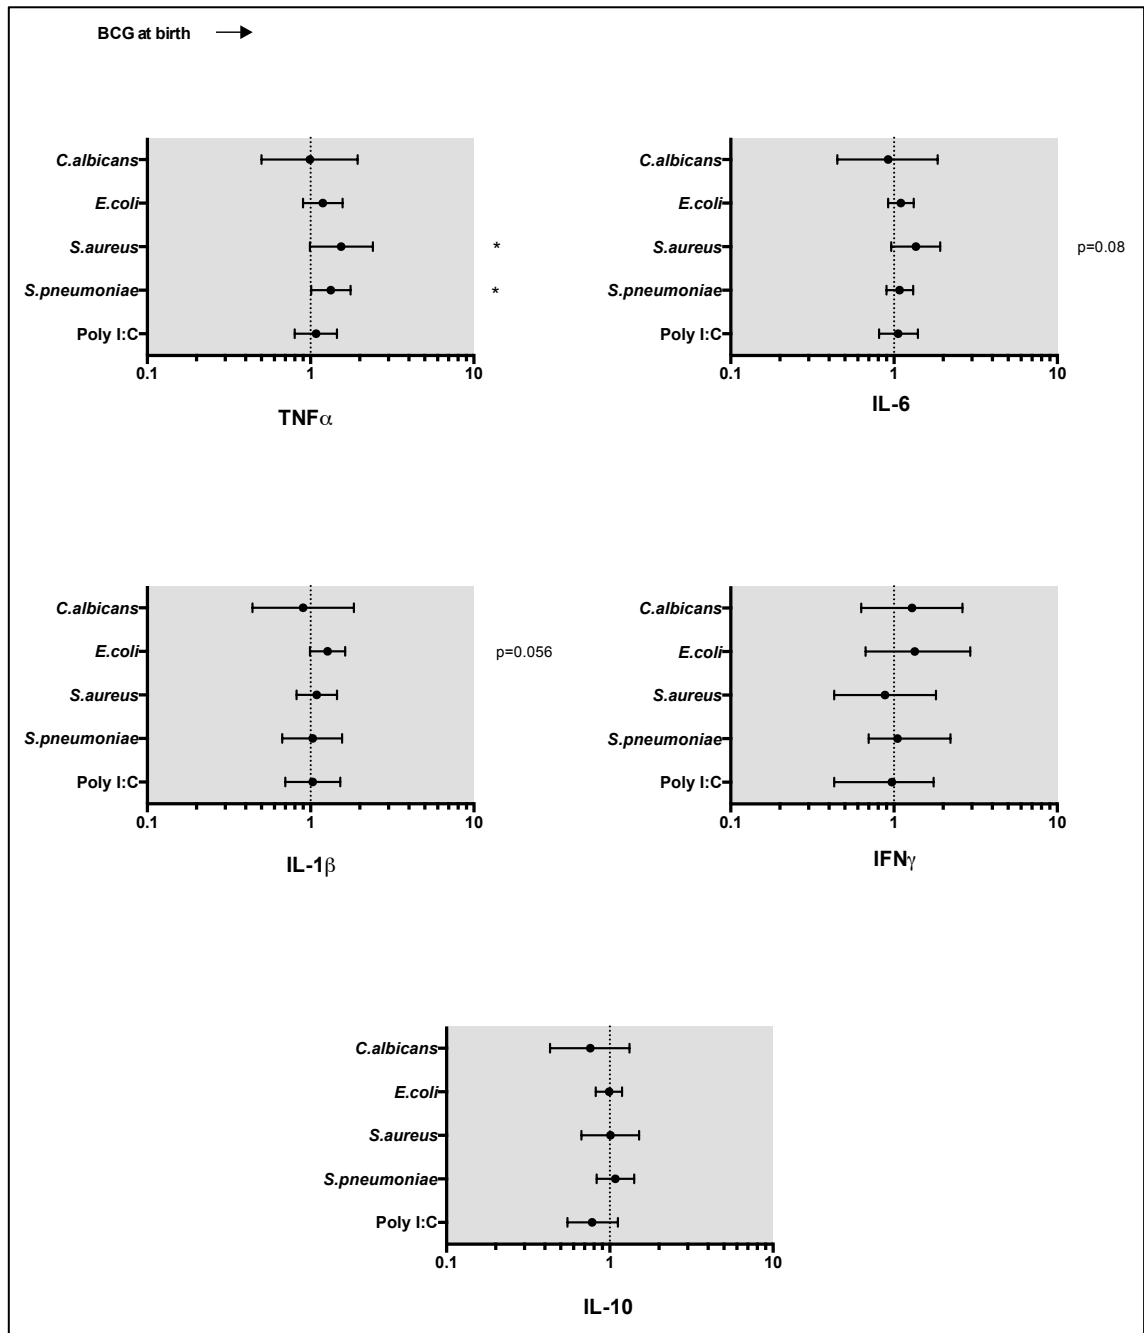 BCG at birth
C.albicans
E.coli
S.aureus *
S.pneumoniae *
Poly I:C
0.1 1 10
TNFα
C.albicans
E.coli
S.aureus p=0.08
S.pneumoniae
Poly I:C
0.1 1 10
IL-6
C.albicans
E.coli p=0.056
S.aureus
S.pneumoniae
Poly I:C
0.1 1 10
IL-1β
C.albicans
E.coli
S.aureus
S.pneumoniae
Poly I:C
0.1 1 10
IFNγ
C.albicans
E.coli
S.aureus
S.pneumoniae
Poly I:C
0.1 1 10
IL-10